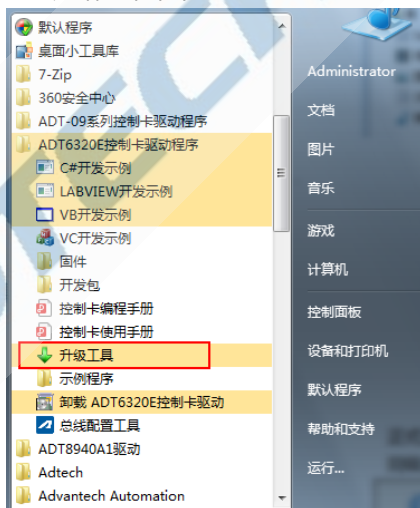 默认程序
桌面小工具库
7-Zip
360安全中心
ADT-09系列控制卡驱动程序
ADT6320E控制卡驱动程序
C#开发示例
LABVIEW开发示例
VB开发示例
VC开发示例
固件
开发包
控制卡编程手册
控制卡使用手册
升级工具
示例程序
卸载 ADT6320E控制卡驱动
总线配置工具
ADT8940A1驱动
Adtech
Advantech Automation
Administrator
文档
图片
音乐
游戏
计算机
控制面板
设备和打印机
默认程序
帮助和支持
运行...